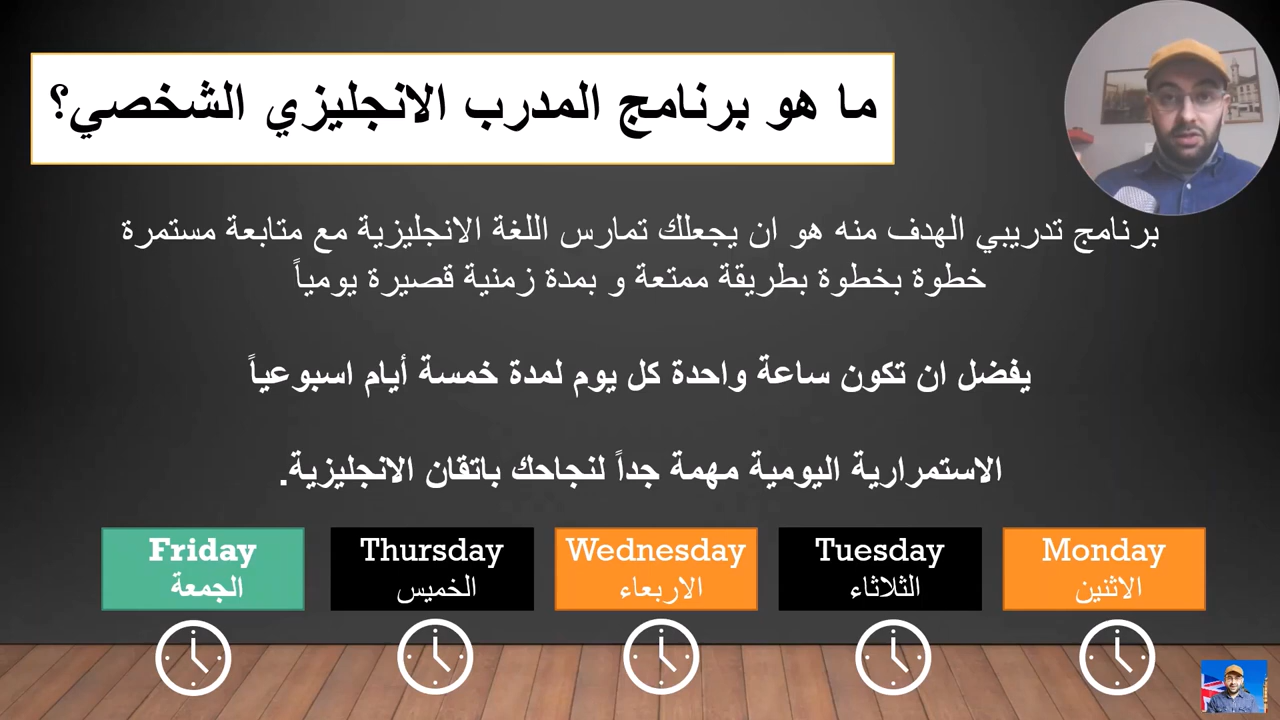 ما هو برنامج المدرب الانجليزي الشخصي؟
برنامج تدريبي الهدف منه هو ان يجعلك تمارس اللغة الانجليزية مع متابعة مستمرة
خطوة بخطوة بطريقة ممتعة و بمدة زمنية قصيرة يومياً
يفضل ان تكون ساعة واحدة كل يوم لمدة خمسة أيام اسبوعياً
الاستمرارية اليومية مهمة جداً لنجاحك باتقان الانجليزية.
Monday
الاثنين
Tuesday
الثلاثاء
Wednesday
الاربعاء
Thursday
الخميس
Friday
الجمعة